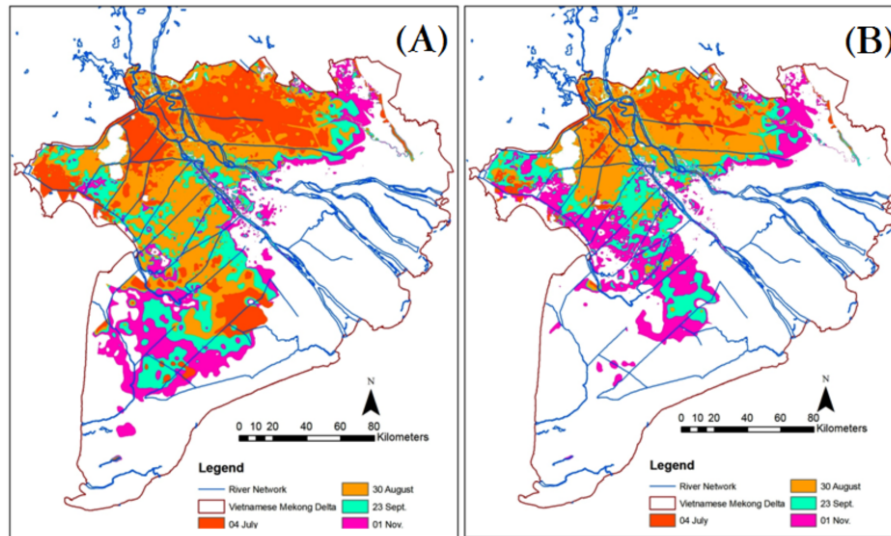 (A)
N
0 10 20 40 60 80
Kilometers
Legend
River Network
Vietnamese Mekong Delta
04 July
30 August
23 Sept.
01 Nov.
(B)
N
0 10 20 40 60 80
Kilometers
Legend
River Network
Vietnamese Mekong Delta
04 July
30 August
23 Sept.
01 Nov.